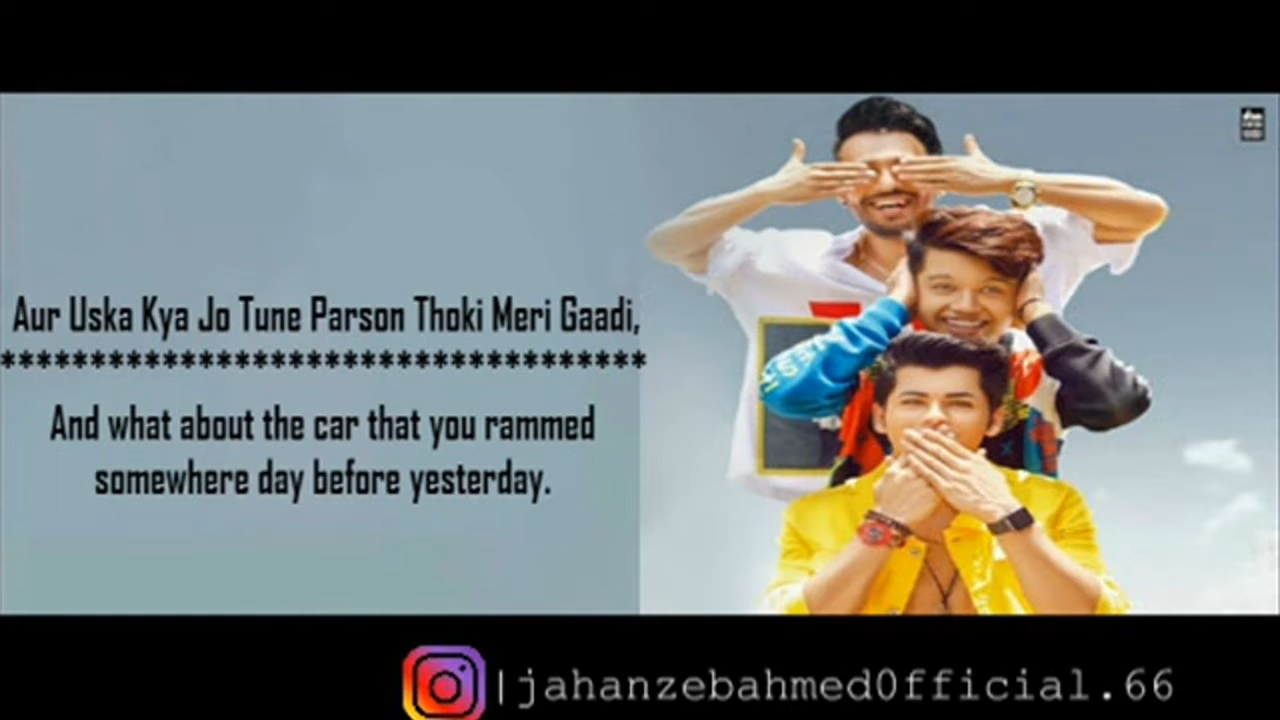 Aur Uska Kya Jo Tune Parson Thoki Meri Gaadi,
************************************
And what about the car that you rammed
somewhere day before yesterday.
|jahanzebahmed0fficial.66